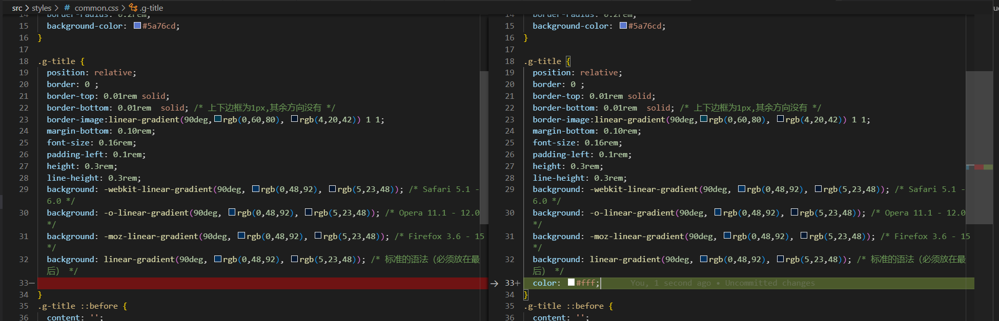 src > styles > # common.css > .g-title
14 border-radius: 0.2rem;
15 background-color: #5a76cd;
16 }
17
18 .g-title {
19 position: relative;
20 border: 0 ;
21 border-top: 0.01rem solid;
22 border-bottom: 0.01rem  solid; /* 上下边框为1px,其余方向没有 */
23 border-image:linear-gradient(90deg,rgb(0,60,80), rgb(4,20,42)) 1 1;
24 margin-bottom: 0.10rem;
25 font-size: 0.16rem;
26 padding-left: 0.1rem;
27 height: 0.3rem;
28 line-height: 0.3rem;
29 background: -webkit-linear-gradient(90deg, rgb(0,48,92), rgb(5,23,48)); /* Safari 5.1 -
6.0 */
30 background: -o-linear-gradient(90deg, rgb(0,48,92), rgb(5,23,48)); /* Opera 11.1 - 12.0
*/
31 background: -moz-linear-gradient(90deg, rgb(0,48,92), rgb(5,23,48)); /* Firefox 3.6 - 15
*/
32 background: linear-gradient(90deg, rgb(0,48,92), rgb(5,23,48)); /* 标准的语法（必须放在最
后） */
33—
34 }
35 .g-title ::before {
36 content: '';
14 border-radius: 0.2rem;
15 background-color: #5a76cd;
16 }
17
18 .g-title {
19 position: relative;
20 border: 0 ;
21 border-top: 0.01rem solid;
22 border-bottom: 0.01rem  solid; /* 上下边框为1px,其余方向没有 */
23 border-image:linear-gradient(90deg,rgb(0,60,80), rgb(4,20,42)) 1 1;
24 margin-bottom: 0.10rem;
25 font-size: 0.16rem;
26 padding-left: 0.1rem;
27 height: 0.3rem;
28 line-height: 0.3rem;
29 background: -webkit-linear-gradient(90deg, rgb(0,48,92), rgb(5,23,48)); /* Safari 5.1 -
6.0 */
30 background: -o-linear-gradient(90deg, rgb(0,48,92), rgb(5,23,48)); /* Opera 11.1 - 12.0
*/
31 background: -moz-linear-gradient(90deg, rgb(0,48,92), rgb(5,23,48)); /* Firefox 3.6 - 15
*/
32 background: linear-gradient(90deg, rgb(0,48,92), rgb(5,23,48)); /* 标准的语法（必须放在最
后） */
→ 33+ color: #fff; You, 1 second ago • Uncommitted changes
34 }
35 .g-title ::before {
36 content: '';